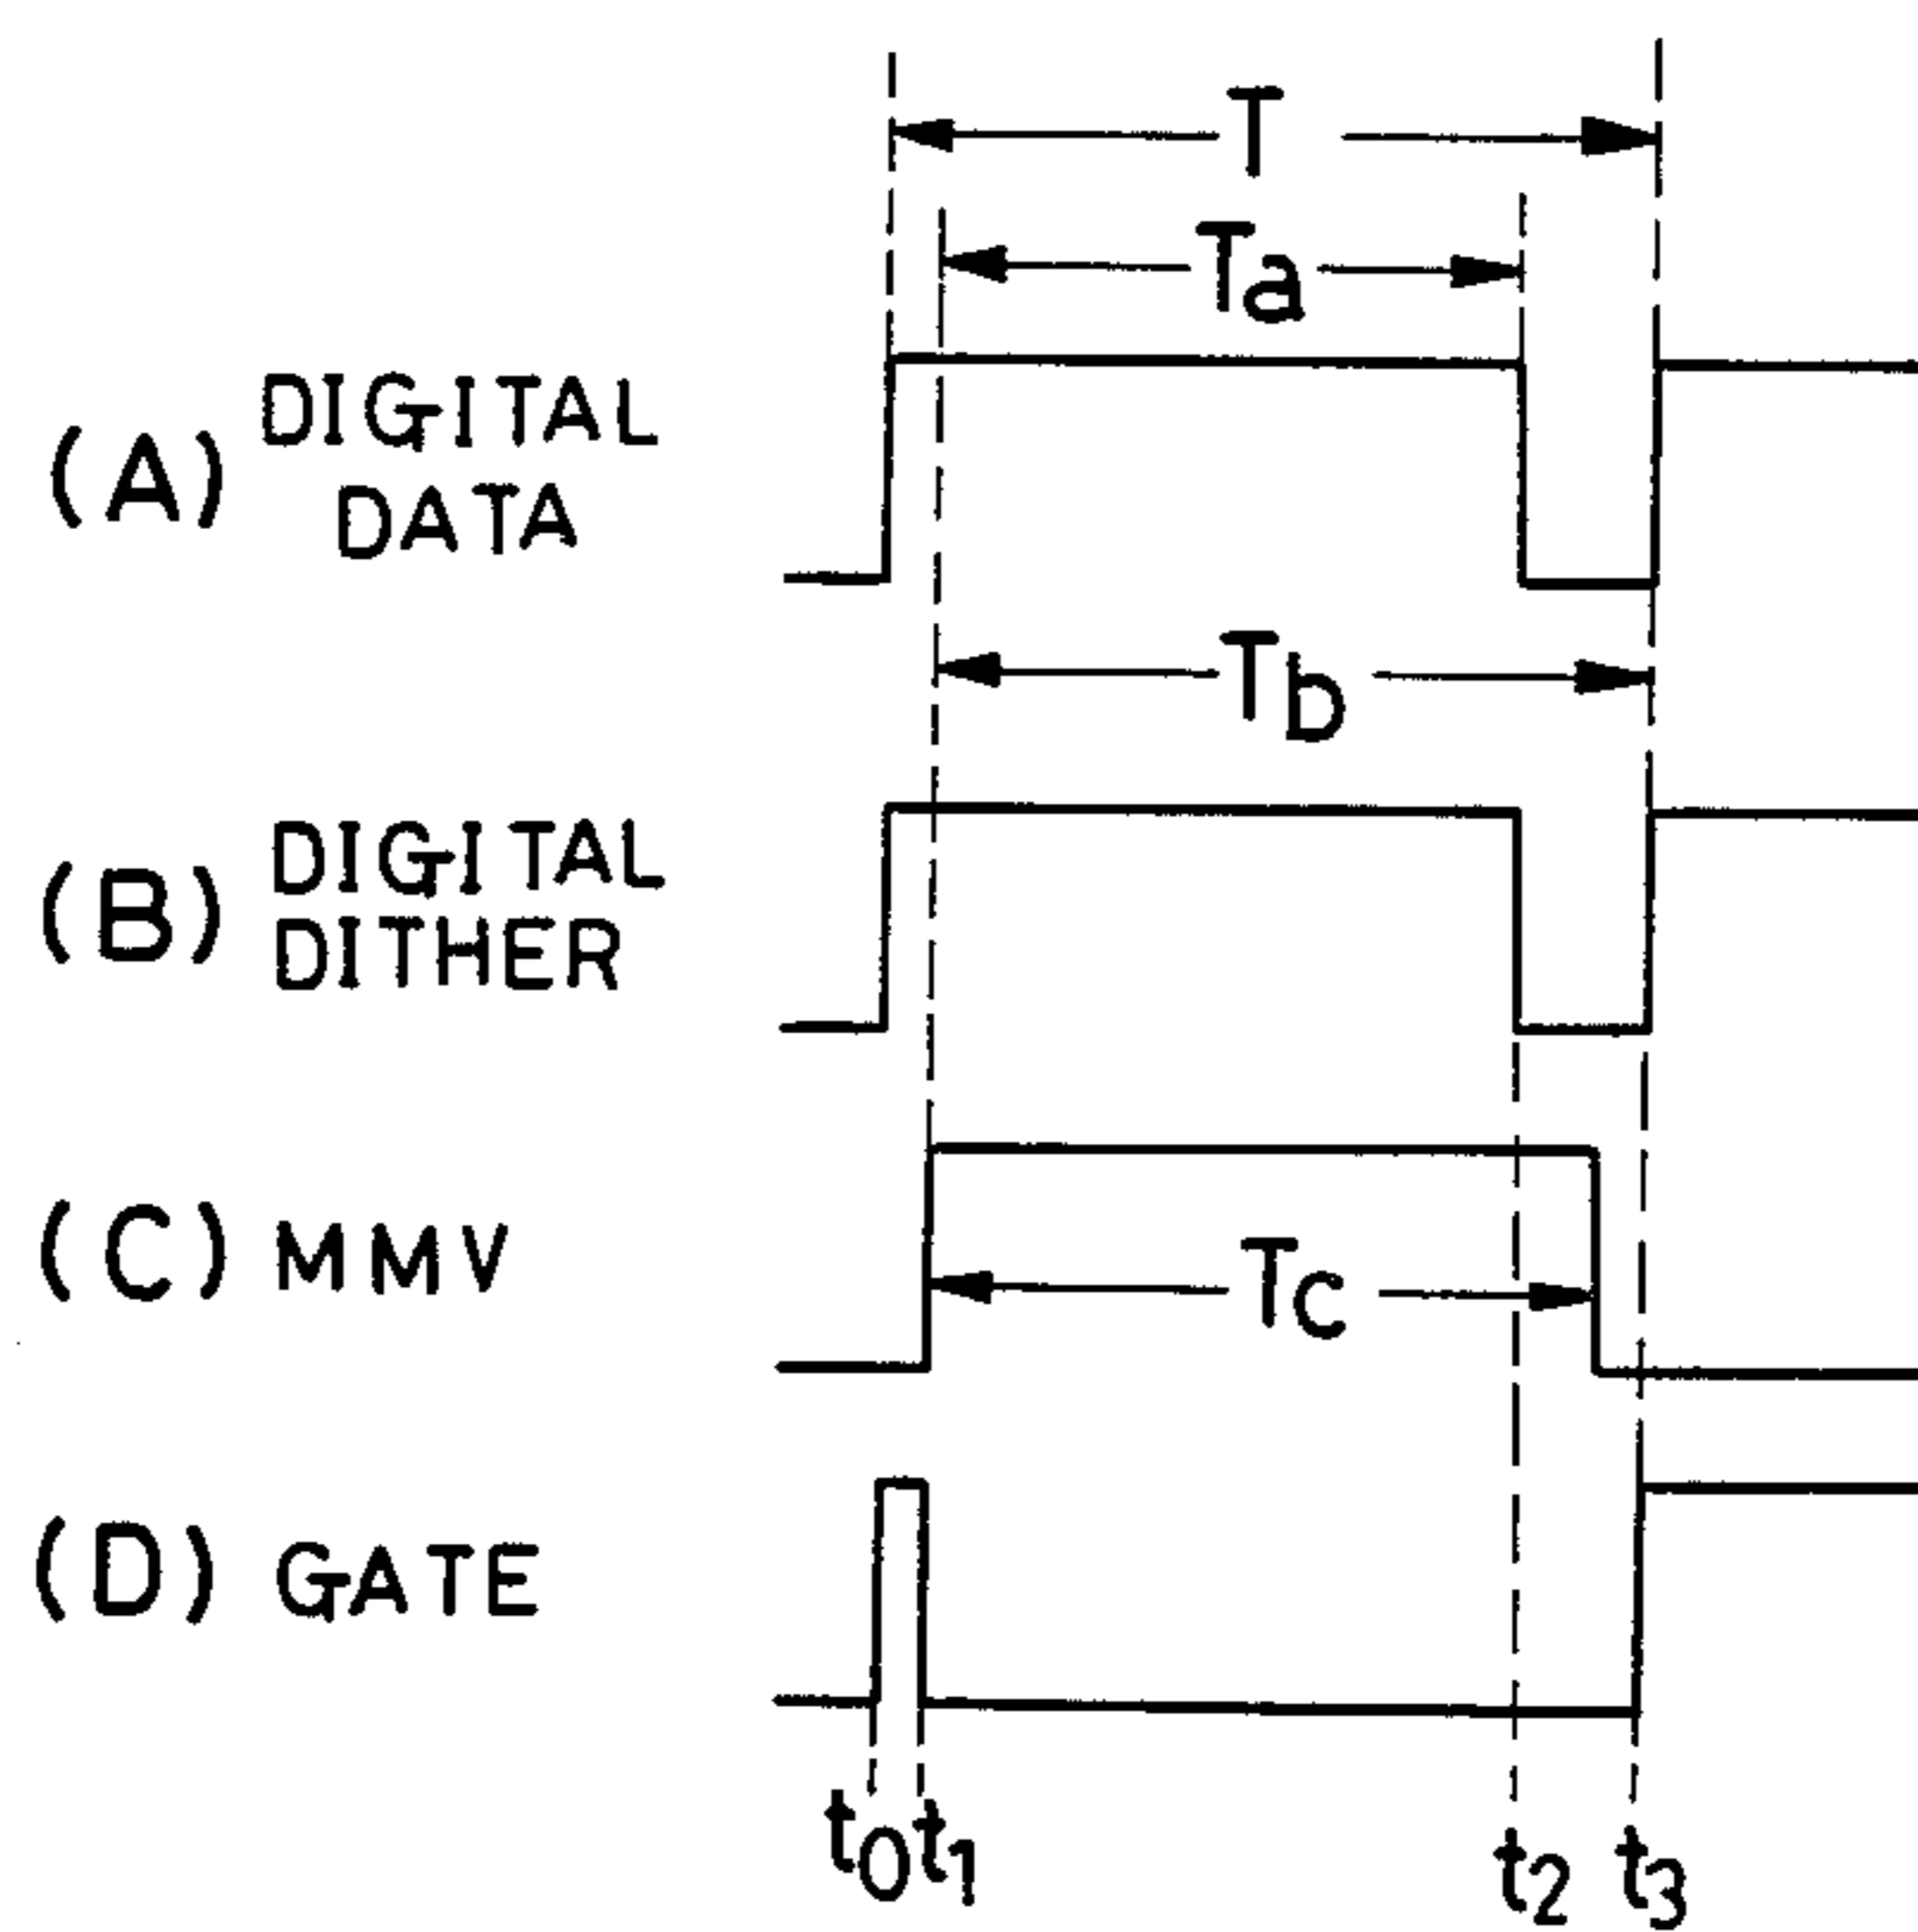 T
Ta
(A) DIGITAL
DATA
Tb
(B) DIGITAL
DITHER
(C) MMV
Tc
(D) GATE
t0 t1
t2 t3